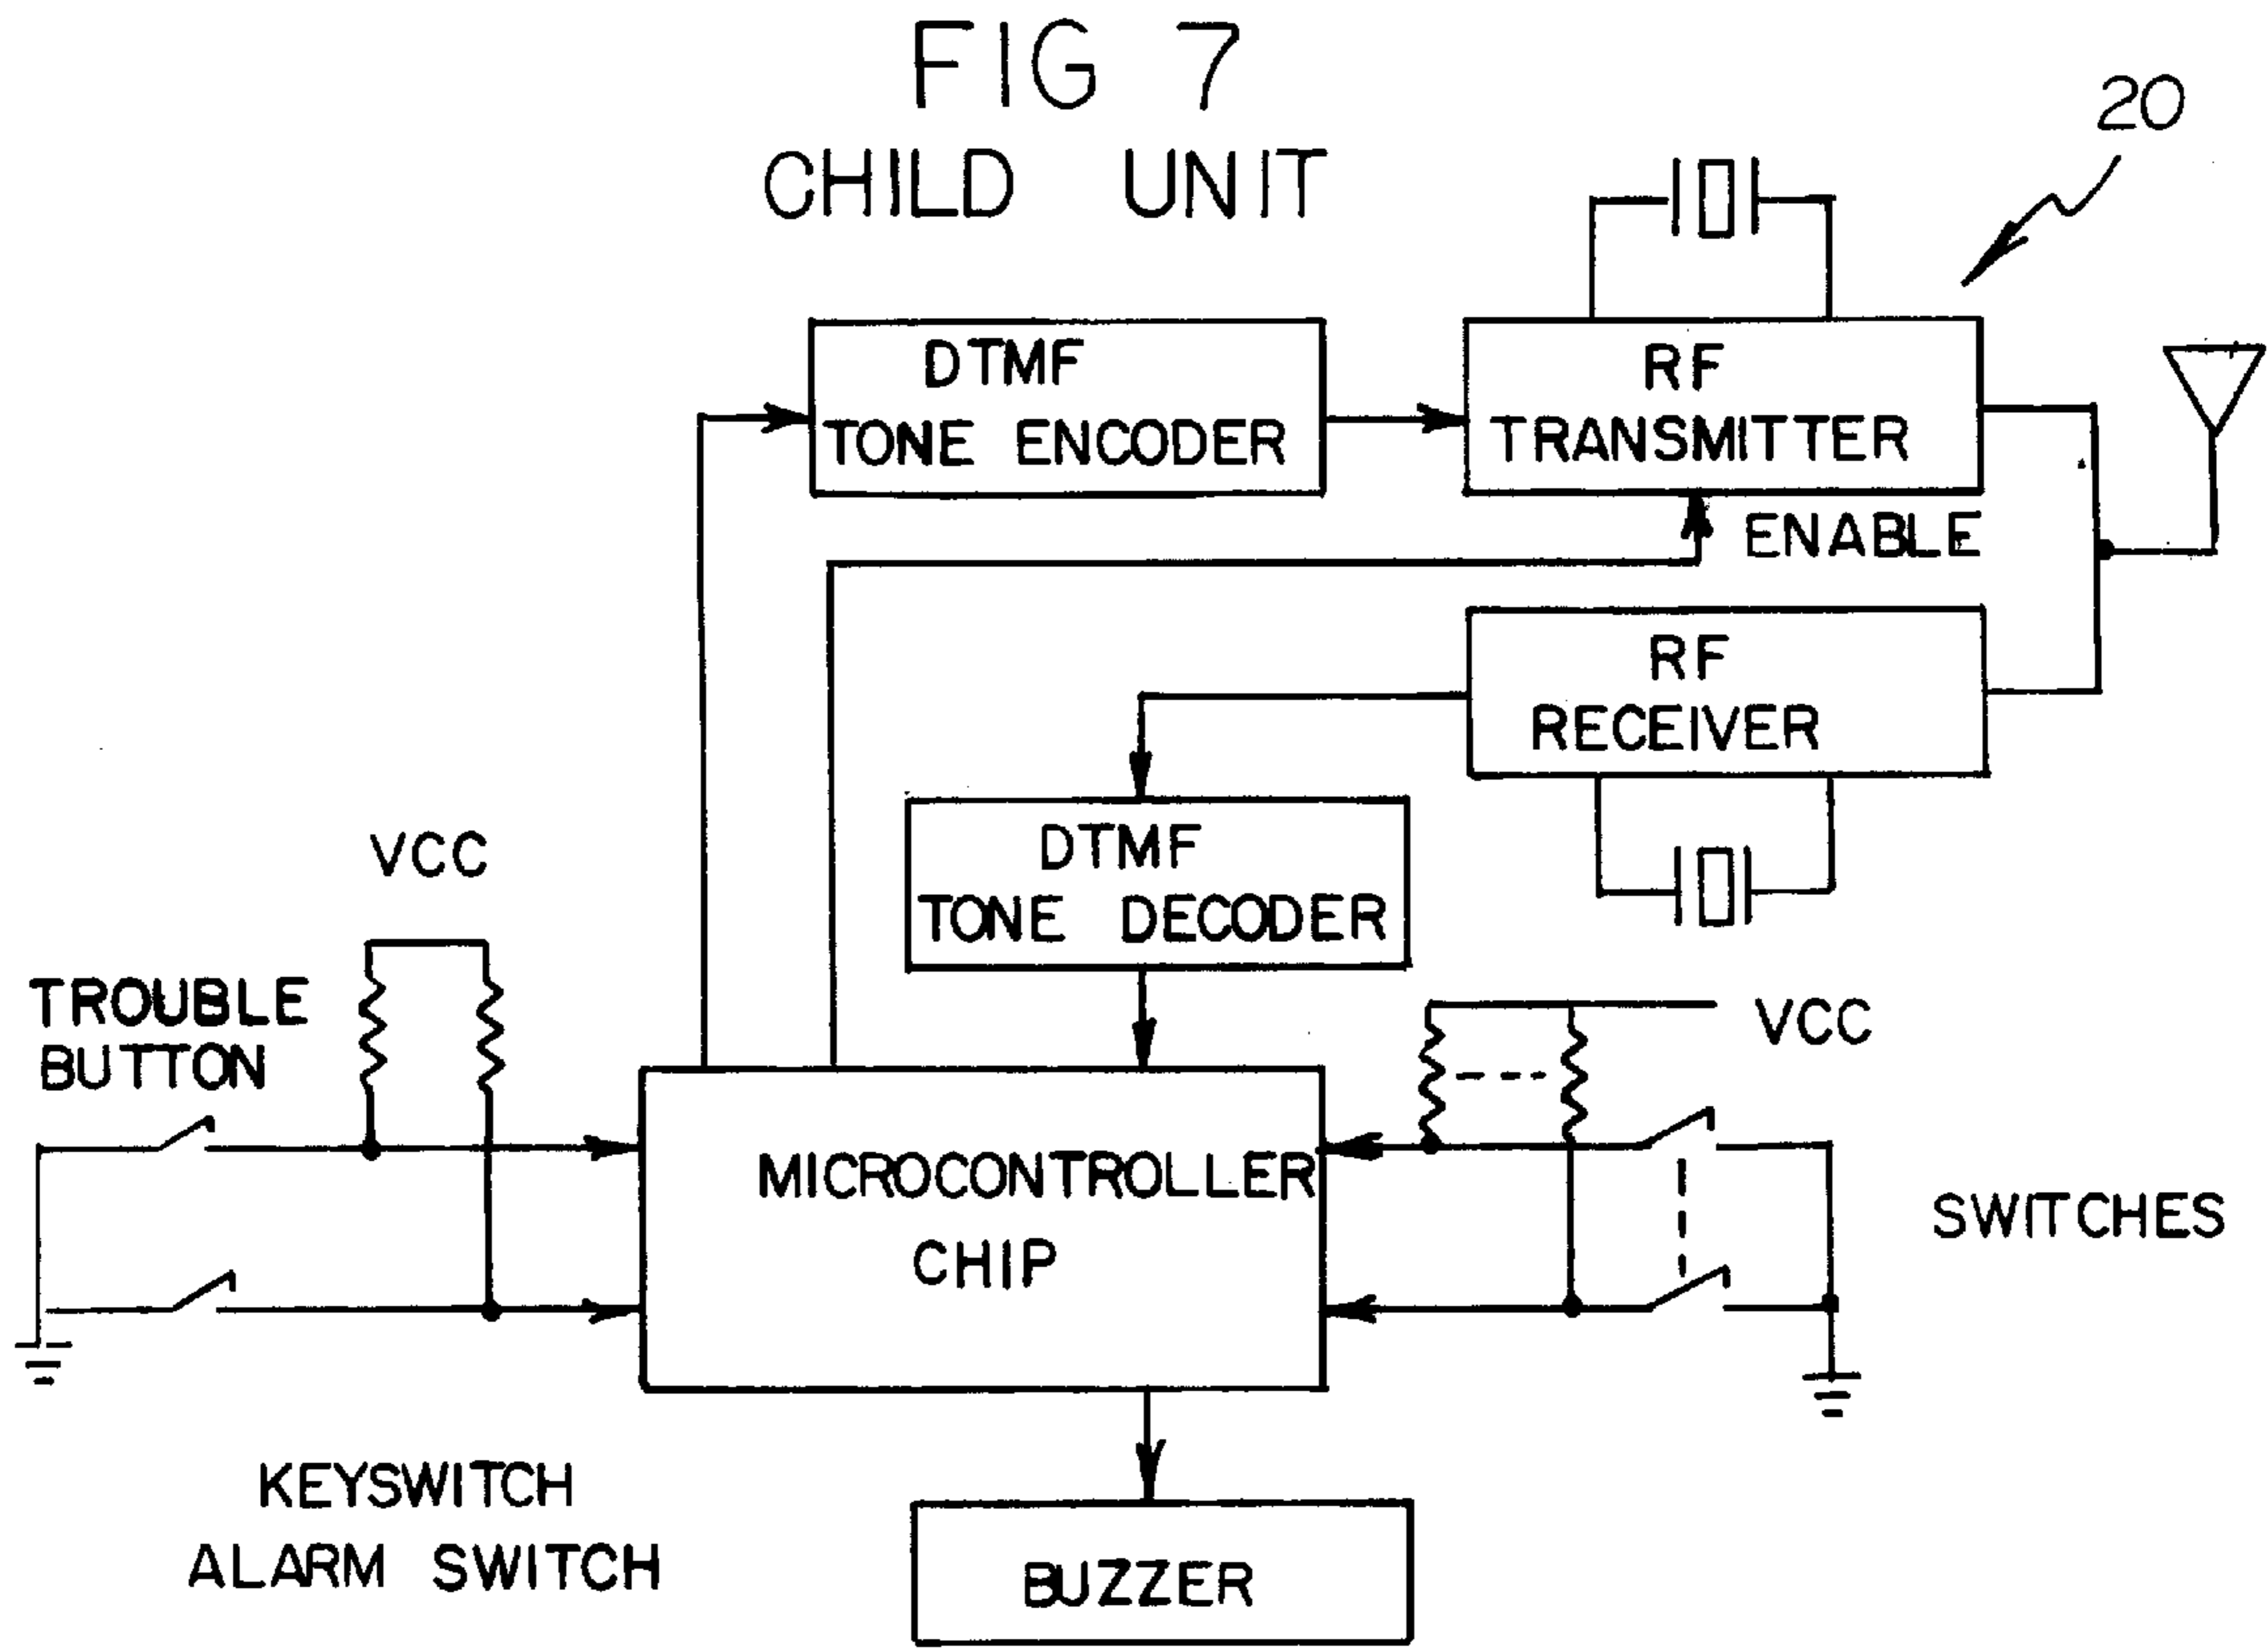 FIG 7
CHILD UNIT
20
DTMF
TONE ENCODER
RF
TRANSMITTER
ENABLE
RF
RECEIVER
DTMF
TONE DECODER
VCC
TROUBLE
BUTTON
VCC
MICROCONTROLLER
CHIP
SWITCHES
KEYSWITCH
ALARM SWITCH
BUZZER